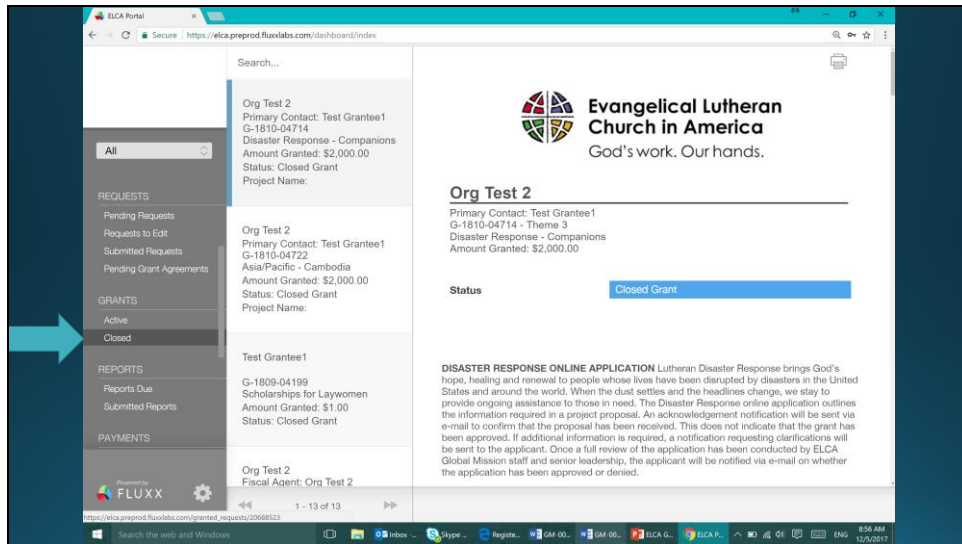 ELCA Portal
Secure | https://elca.preprod.fluxxlabs.com/dashboard/index
All
REQUESTS
Pending Requests
Requests to Edit
Submitted Requests
Pending Grant Agreements
GRANTS
Active
Closed
REPORTS
Reports Due
Submitted Reports
PAYMENTS
Powered by
FLUXX
Search...
Org Test 2
Primary Contact: Test Grantee1
G-1810-04714
Disaster Response - Companions
Amount Granted: $2,000.00
Status: Closed Grant
Project Name:
Org Test 2
Primary Contact: Test Grantee1
G-1810-04722
Asia/Pacific - Cambodia
Amount Granted: $2,000.00
Status: Closed Grant
Project Name:
Test Grantee1
G-1809-04199
Scholarships for Laywomen
Amount Granted: $1.00
Status: Closed Grant
Org Test 2
Fiscal Agent: Org Test 2
1 - 13 of 13
Evangelical Lutheran
Church in America
God's work. Our hands.
Org Test 2
Primary Contact: Test Grantee1
G-1810-04714 - Theme 3
Disaster Response - Companions
Amount Granted: $2,000.00
Status
Closed Grant
DISASTER RESPONSE ONLINE APPLICATION Lutheran Disaster Response brings God's
hope, healing and renewal to people whose lives have been disrupted by disasters in the United
States and around the world. When the dust settles and the headlines change, we stay to
provide ongoing assistance to those in need. The Disaster Response online application outlines
the information required in a project proposal. An acknowledgement notification will be sent via
e-mail to confirm that the proposal has been received. This does not indicate that the grant has
been approved. If additional information is required, a notification requesting clarifications will
be sent to the applicant. Once a full review of the application has been conducted by ELCA
Global Mission staff and senior leadership, the applicant will be notified via e-mail on whether
the application has been approved or denied.
https://elca.preprod.fluxxlabs.com/granted_requests/20688523
Search the web and Windows
Inbox -...
Skype ...
Registe...
GM-00...
GM-00...
ELCA G...
ELCA P...
ENG
8:56 AM
12/5/2017